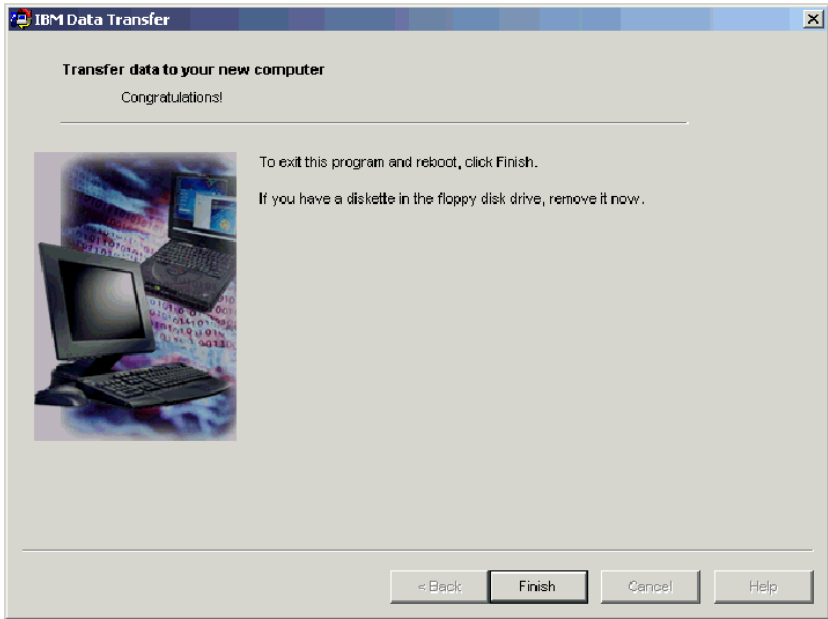 IBM Data Transfer
Transfer data to your new computer
Congratulations!
To exit this program and reboot, click Finish.
If you have a diskette in the floppy disk drive, remove it now.
< Back
Finish
Cancel
Help